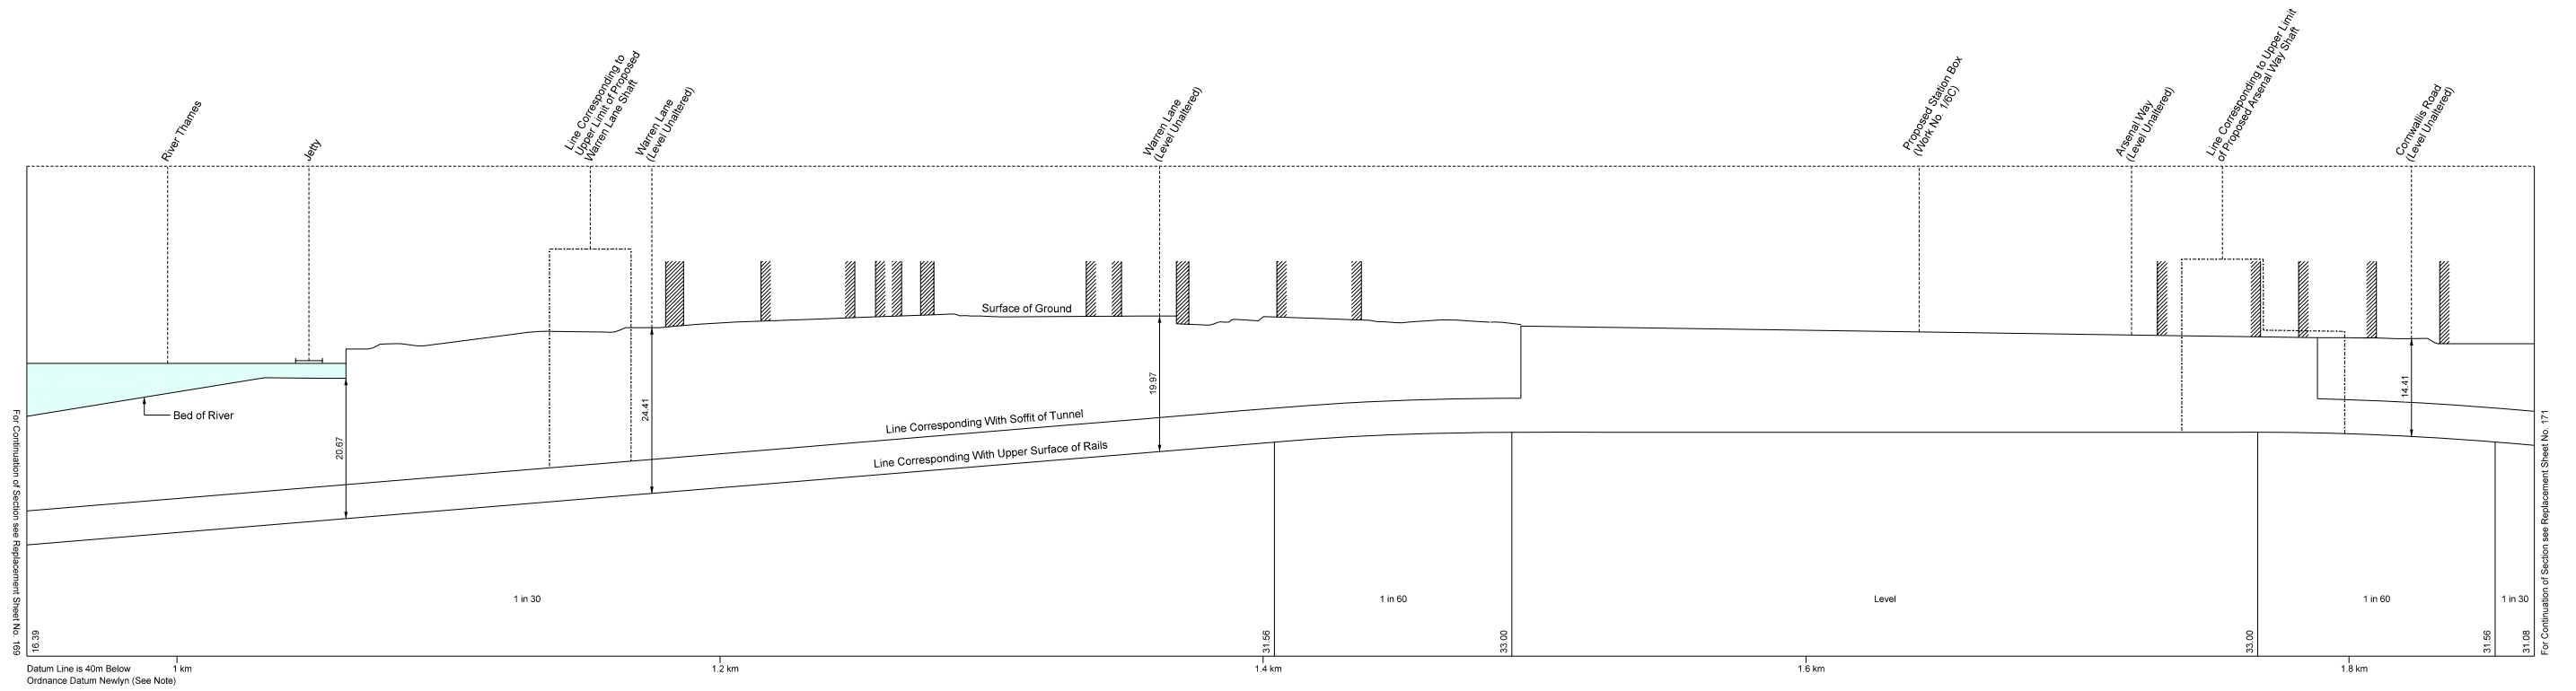 River Thames
Jetty
Line Corresponding to
Upper Limit of Proposed
Warren Lane Shaft
Warren Lane
(Level Unaltered)
Warren Lane
(Level Unaltered)
Proposed Station Box
(Work No. 1/6C)
Arsenal Way
(Level Unaltered)
Line Corresponding to Upper Limit
of Proposed Arsenal Way Shaft
Cornwallis Road
(Level Unaltered)
Surface of Ground
Bed of River
20.67
24.41
19.97
14.41
Line Corresponding With Soffit of Tunnel
Line Corresponding With Upper Surface of Rails
For Continuation of Section see Replacement Sheet No. 169
For Continuation of Section see Replacement Sheet No. 171
1 in 30
1 in 60
Level
1 in 60
1 in 30
16.39
31.56
33.00
33.00
31.56
31.08
1 km
1.2 km
1.4 km
1.6 km
1.8 km
Datum Line is 40m Below
Ordnance Datum Newlyn (See Note)